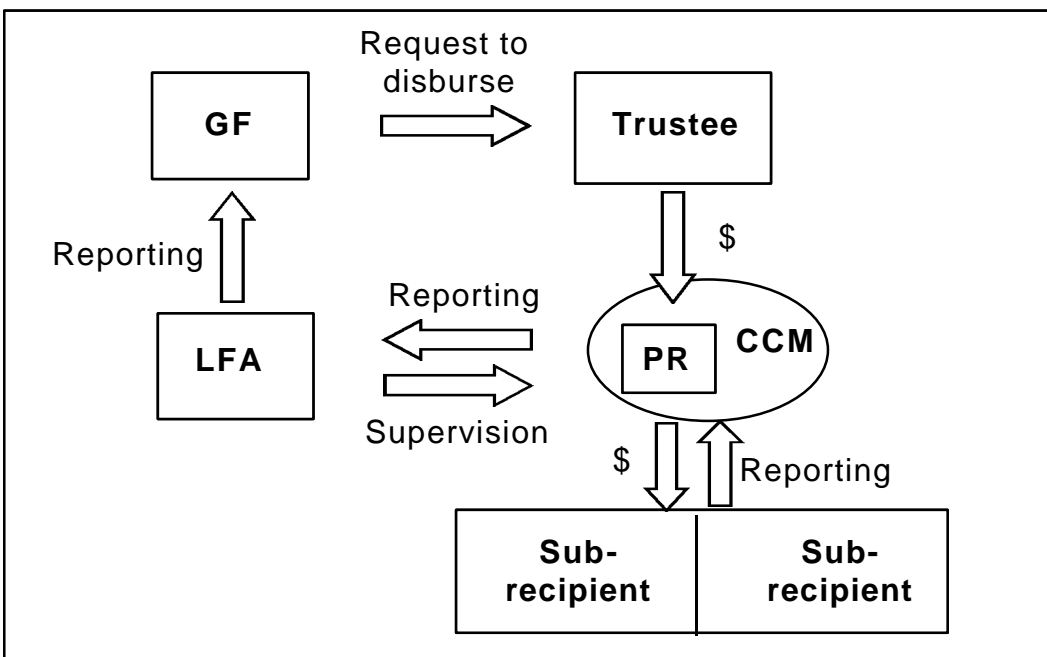 Request to
disburse
GF
Trustee
Reporting
$
Reporting
LFA
PR
CCM
Supervision
$
Reporting
Sub-
recipient
Sub-
recipient